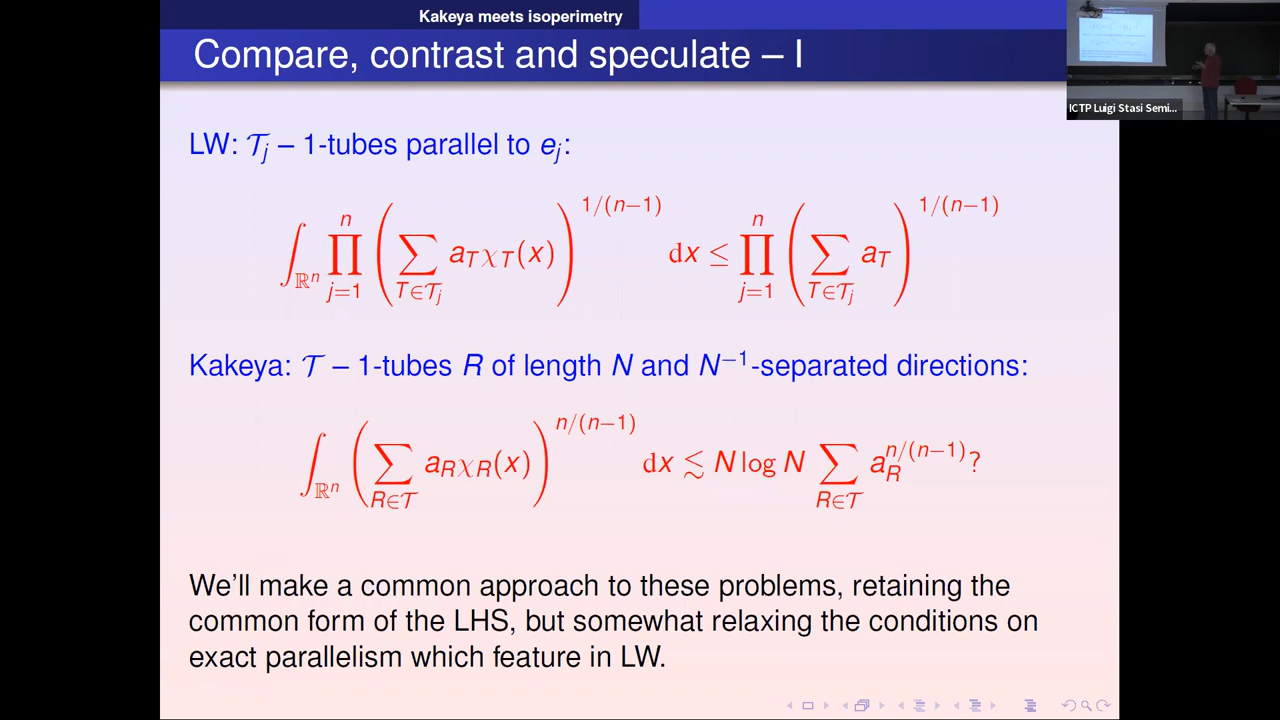 Kakeya meets isoperimetry
Compare, contrast and speculate – I
ICTP Luigi Stasi Semi...
LW: 𝒯_j – 1-tubes parallel to e_j:
∫_{ℝ^n} ∏_{j=1}^{n} ( ∑_{T∈𝒯_j} a_T χ_T(x) )^{1/(n−1)} dx ≤ ∏_{j=1}^{n} ( ∑_{T∈𝒯_j} a_T )^{1/(n−1)}
Kakeya: 𝒯 – 1-tubes R of length N and N^{−1}-separated directions:
∫_{ℝ^n} ( ∑_{R∈𝒯} a_R χ_R(x) )^{n/(n−1)} dx ≲ N log N ∑_{R∈𝒯} a_R^{n/(n−1)}?
We'll make a common approach to these problems, retaining the
common form of the LHS, but somewhat relaxing the conditions on
exact parallelism which feature in LW.